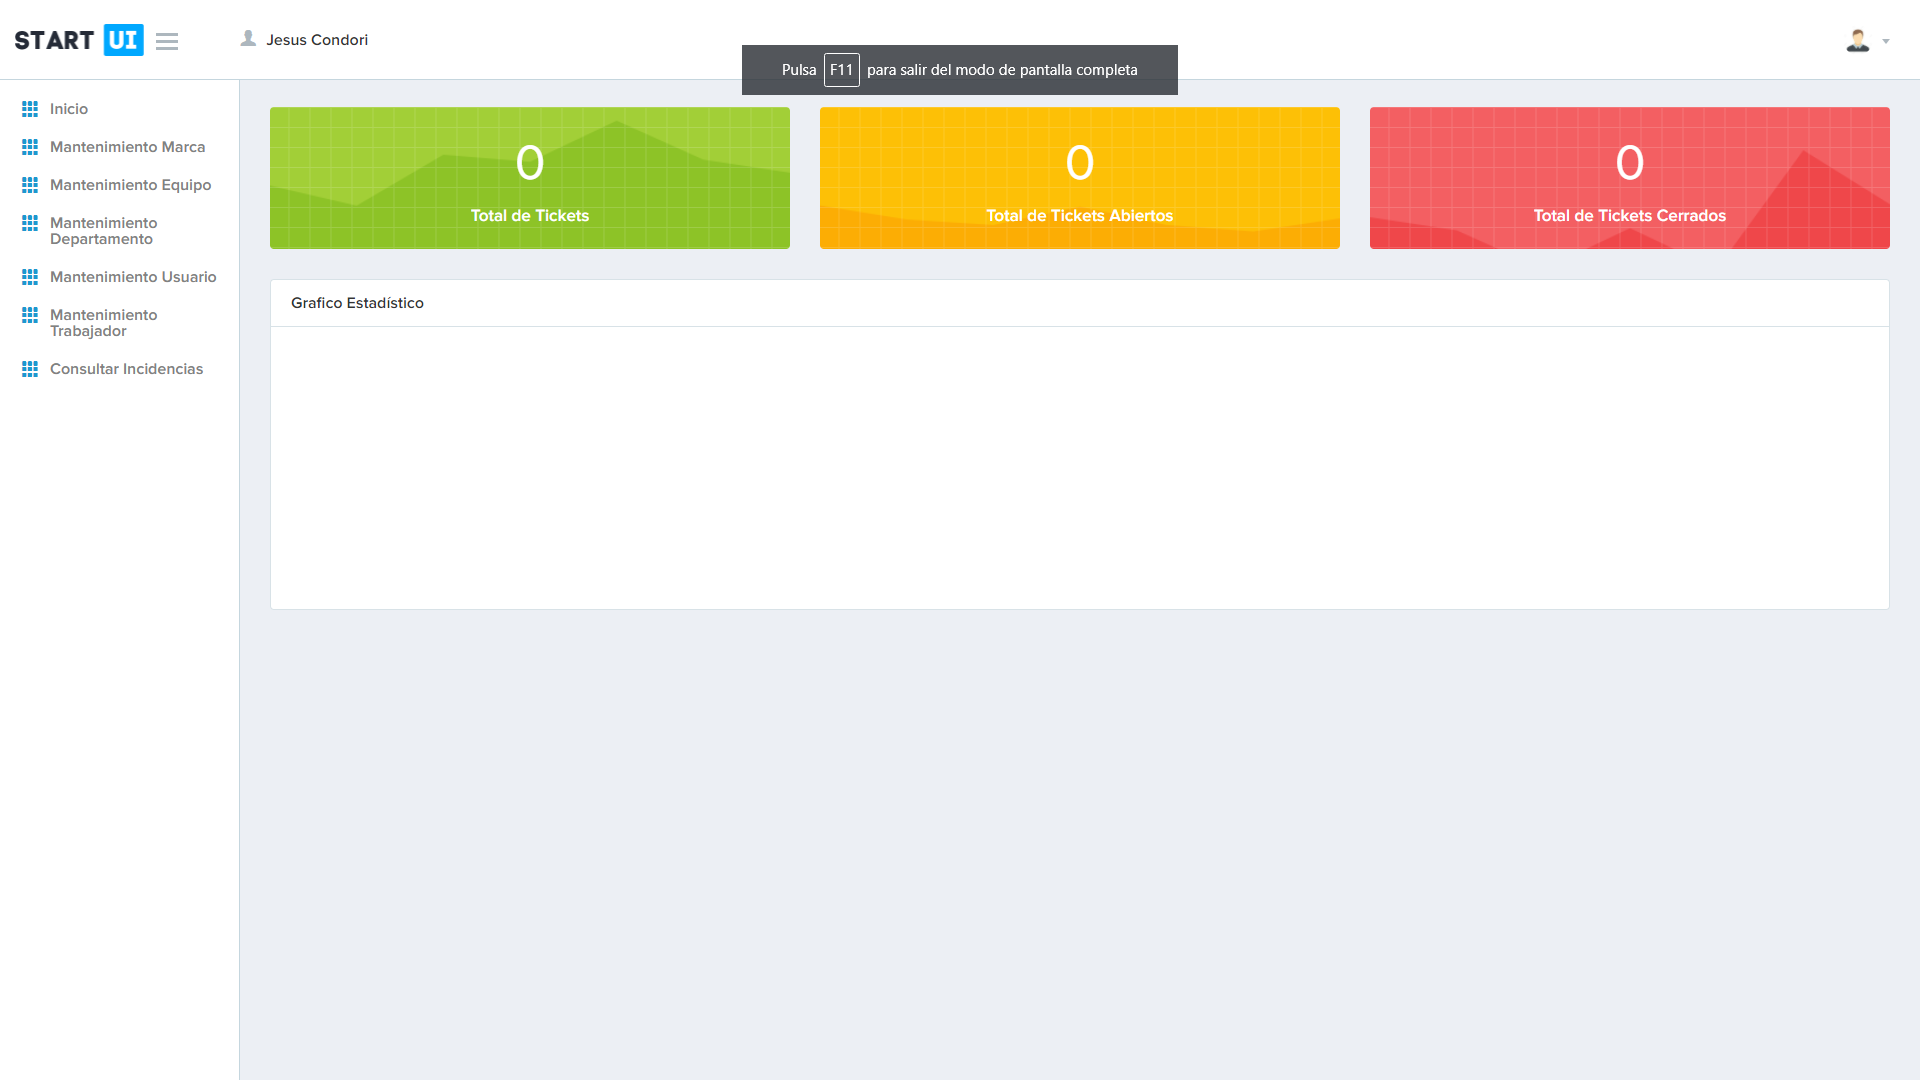 START UI
Jesus Condori
Pulsa F11 para salir del modo de pantalla completa
Inicio
Mantenimiento Marca
Mantenimiento Equipo
Mantenimiento
Departamento
Mantenimiento Usuario
Mantenimiento
Trabajador
Consultar Incidencias
0
Total de Tickets
0
Total de Tickets Abiertos
0
Total de Tickets Cerrados
Grafico Estadístico